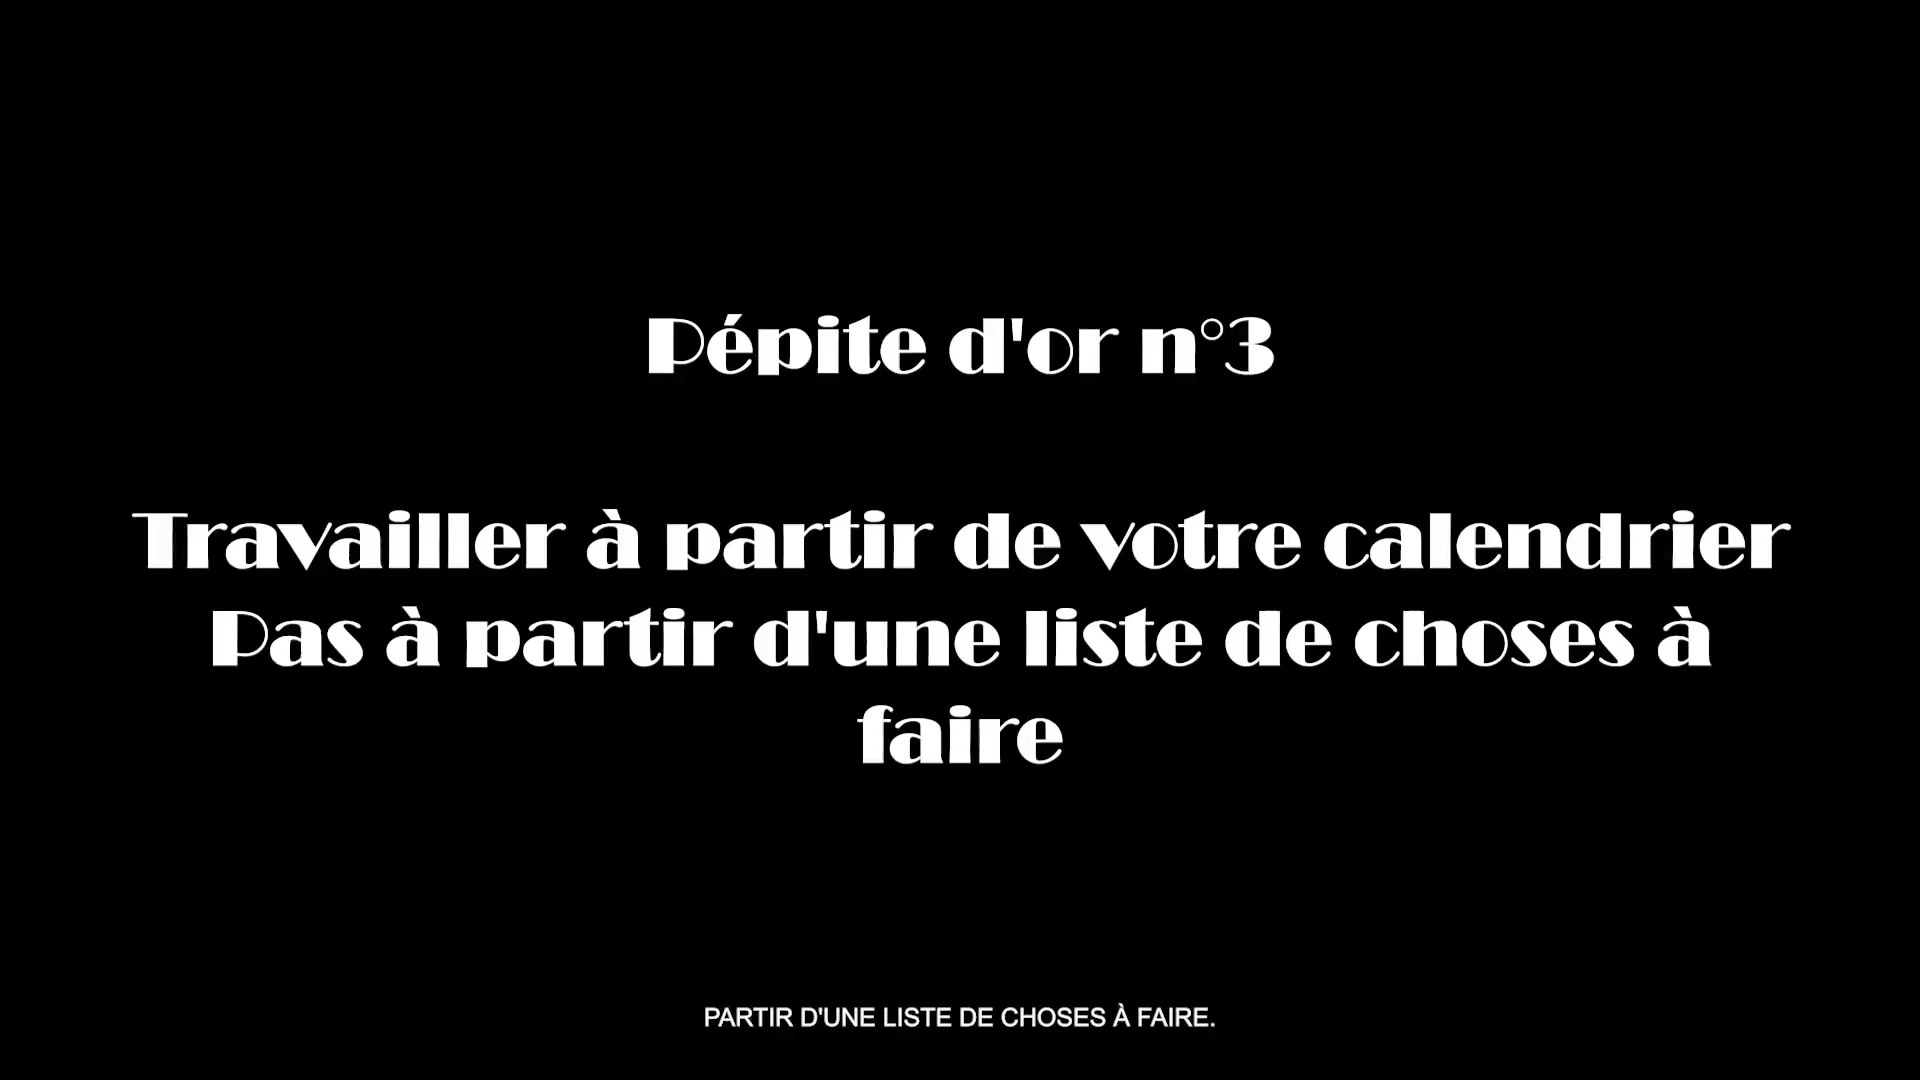 Pépite d'or n°3
Travailler à partir de votre calendrier
Pas à partir d'une liste de choses à
faire
PARTIR D'UNE LISTE DE CHOSES À FAIRE.